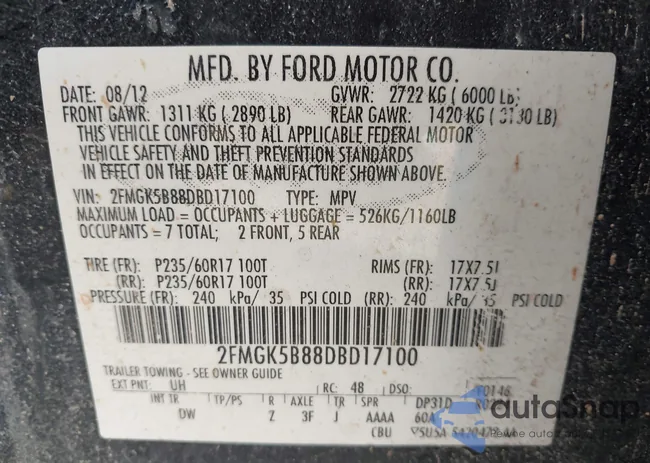 MFD. BY FORD MOTOR CO.
DATE: 08/12 GVWR: 2722 KG ( 6000 LB)
FRONT GAWR: 1311 KG ( 2890 LB) REAR GAWR: 1420 KG ( 3130 LB)
THIS VEHICLE CONFORMS TO ALL APPLICABLE FEDERAL MOTOR
VEHICLE SAFETY AND THEFT PREVENTION STANDARDS
IN EFFECT ON THE DATE OF MANUFACTURE SHOWN ABOVE.
VIN: 2FMGK5B88DBD17100 TYPE: MPV
MAXIMUM LOAD = OCCUPANTS + LUGGAGE = 526KG/1160LB
OCCUPANTS = 7 TOTAL; 2 FRONT, 5 REAR
TIRE (FR): P235/60R17 100T RIMS (FR): 17X7.5J
(RR): P235/60R17 100T (RR): 17X7.5J
PRESSURE (FR): 240 kPa/ 35 PSI COLD (RR): 240 kPa/ 35 PSI COLD
2FMGK5B88DBD17100
TRAILER TOWING - SEE OWNER GUIDE
EXT PNT: UH RC: 48 DSO: F0146
INT TR TP/PS R AXLE TR SPR DP31D
DW Z 3F J AAAA 60A
CBU
autoSnap